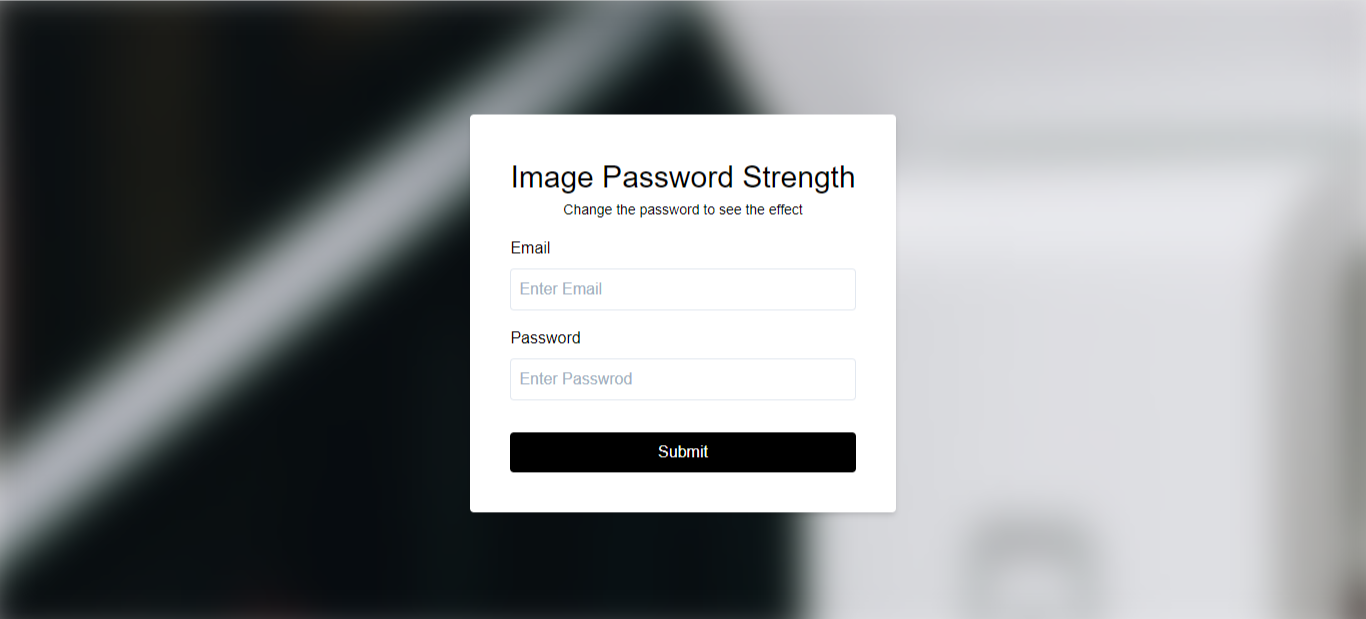 Image Password Strength
Change the password to see the effect
Email
Enter Email
Password
Enter Passwrod
Submit